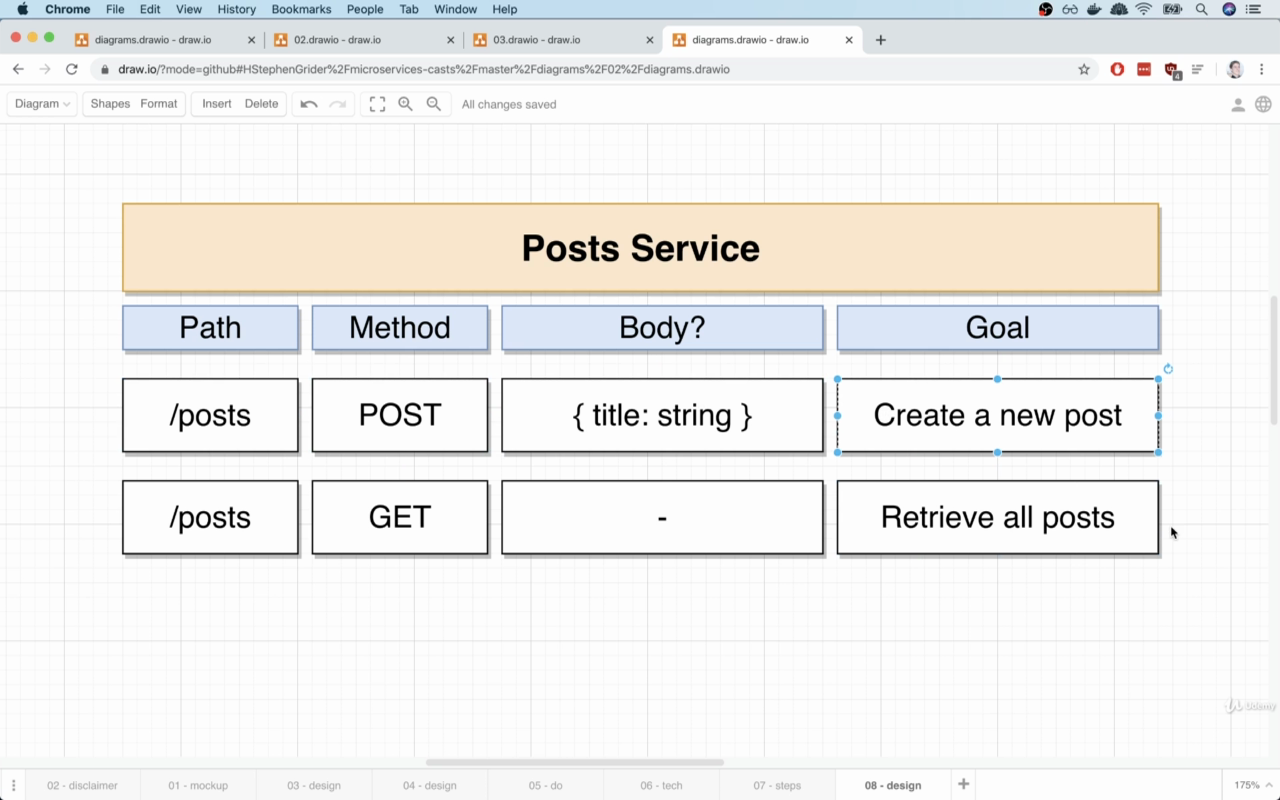 Chrome File Edit View History Bookmarks People Tab Window Help
diagrams.drawio - draw.io
02.drawio - draw.io
03.drawio - draw.io
diagrams.drawio - draw.io
draw.io/?mode=github#HStephenGrider%2Fmicroservices-casts%2Fmaster%2Fdiagrams%2F02%2Fdiagrams.drawio
4
Diagram Shapes Format Insert Delete All changes saved
Posts Service
Path Method Body? Goal
/posts POST { title: string } Create a new post
/posts GET - Retrieve all posts
Udemy
02 - disclaimer 01 - mockup 03 - design 04 - design 05 - do 06 - tech 07 - steps 08 - design 175%